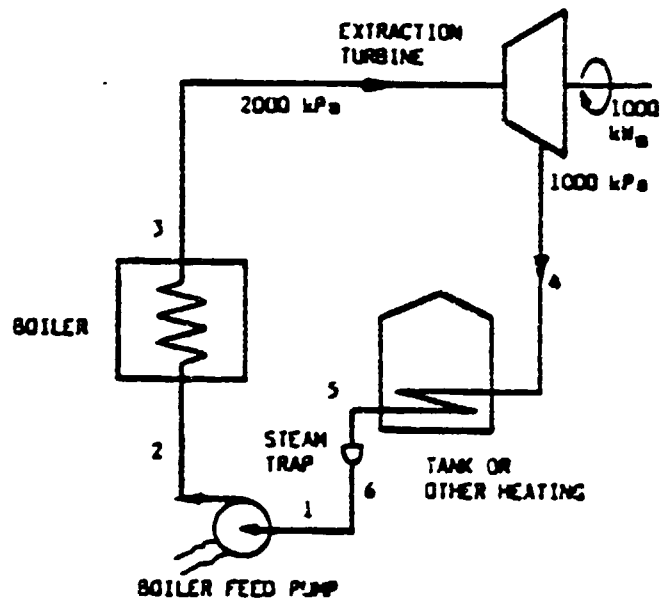 EXTRACTION
TURBINE
2000 kPa
1000
kWm
1000 kPa
3
4
BOILER
5
2
STEAM
TRAP
6
TANK OR
OTHER HEATING
1
BOILER FEED PUMP